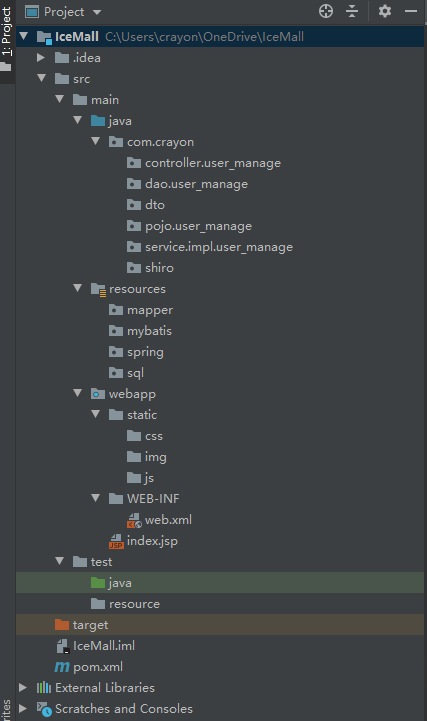 Project
1: Project
IceMall C:\Users\crayon\OneDrive\IceMall
.idea
src
main
java
com.crayon
controller.user_manage
dao.user_manage
dto
pojo.user_manage
service.impl.user_manage
shiro
resources
mapper
mybatis
spring
sql
webapp
static
css
img
js
WEB-INF
web.xml
JSP index.jsp
test
java
resource
target
IceMall.iml
m pom.xml
External Libraries
Scratches and Consoles
rites